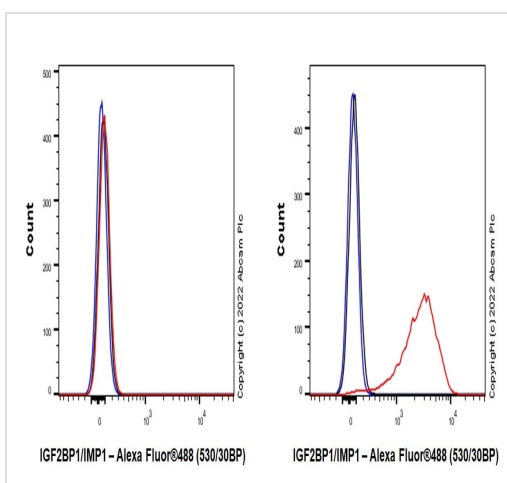 500
400
300
200
100
0
Count
0
10^3
10^4
Copyright (c) 2022 Abcam Plc
IGF2BP1/IMP1 – Alexa Fluor®488 (530/30BP)
400
300
200
100
0
Count
0
10^3
10^4
Copyright (c) 2022 Abcam Plc
IGF2BP1/IMP1 – Alexa Fluor®488 (530/30BP)